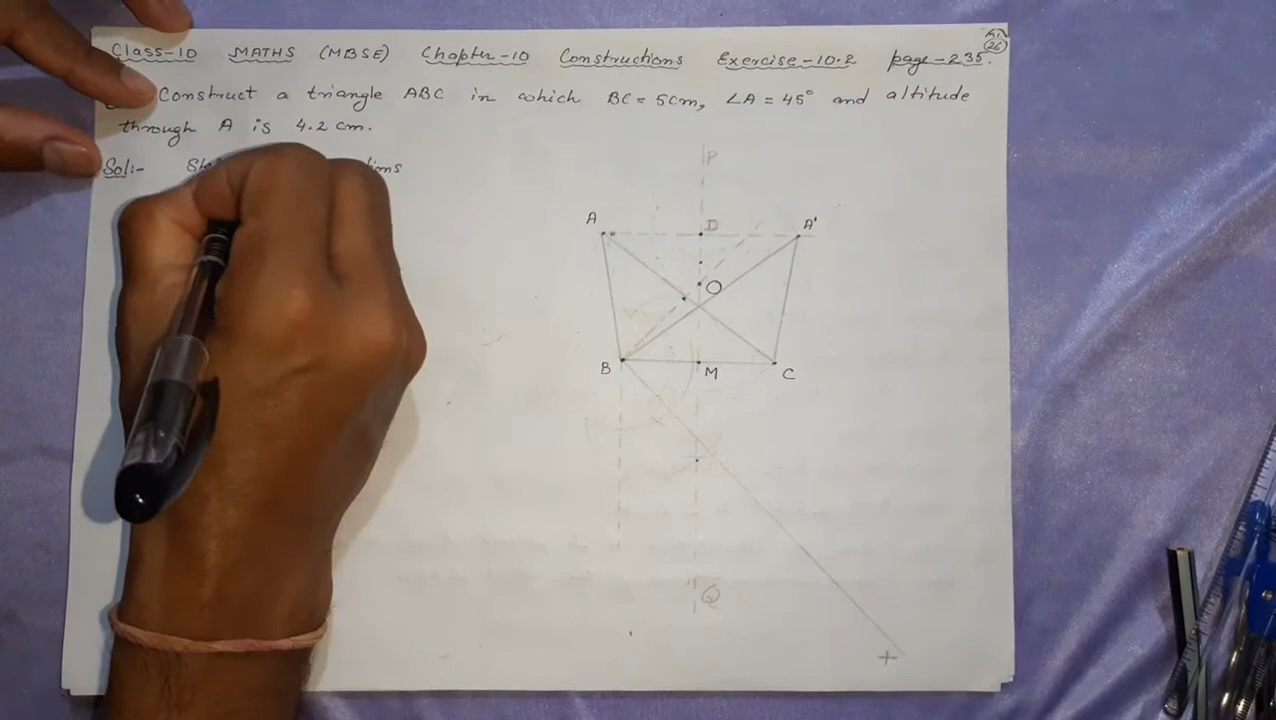 Class-10 MATHS (MBSE) Chapter-10 Constructions Exercise-10.2 page-235.
Construct a triangle ABC in which BC = 5cm, ∠A = 45° and altitude
through A is 4.2 cm.
Sol:-
P
A
D
A'
O
B
M
C
Q